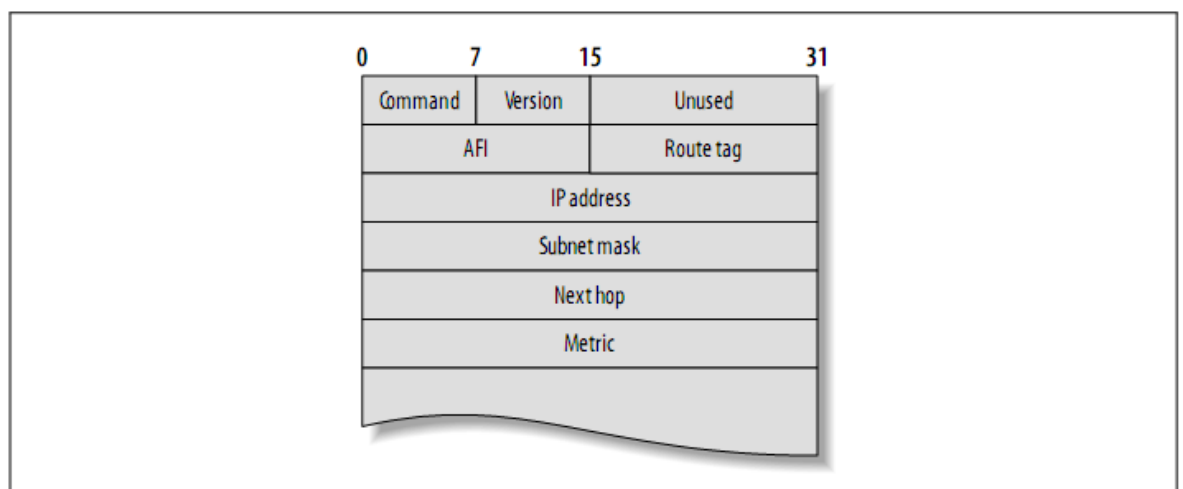 0 7 15 31
Command Version Unused
AFI Route tag
IP address
Subnet mask
Next hop
Metric